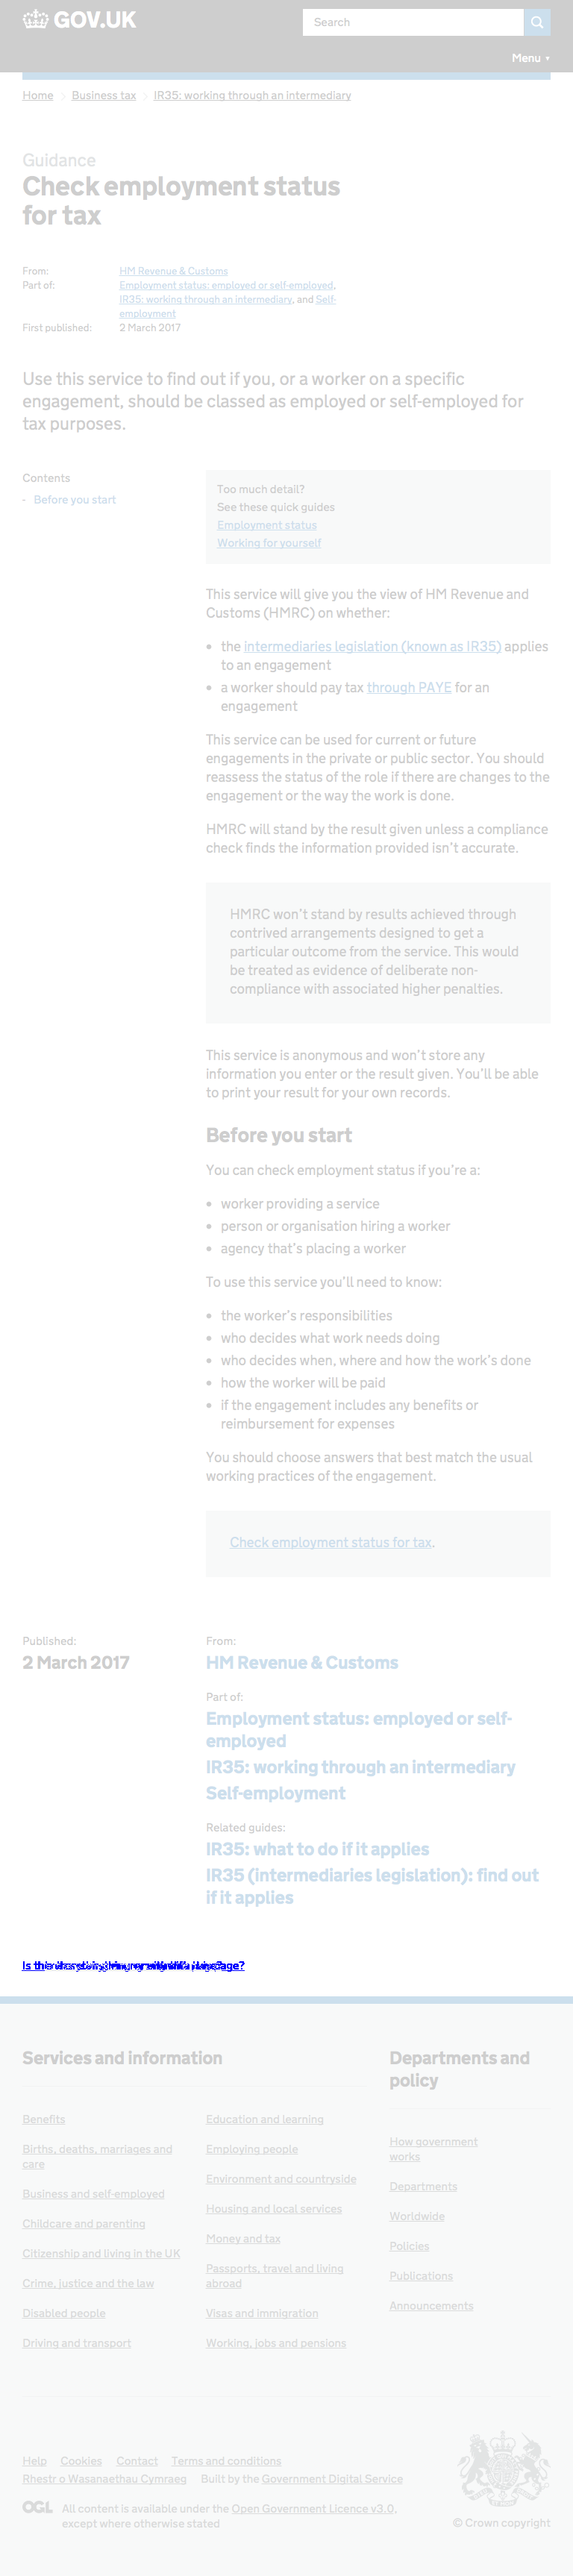 GOV.UK
Search
Menu ▼
Home > Business tax > IR35: working through an intermediary
Guidance
Check employment status
for tax
From: HM Revenue & Customs
Part of: Employment status: employed or self-employed,
IR35: working through an intermediary, and Self-
employment
First published: 2 March 2017
Use this service to find out if you, or a worker on a specific
engagement, should be classed as employed or self-employed for
tax purposes.
Contents
- Before you start
Too much detail?
See these quick guides
Employment status
Working for yourself
This service will give you the view of HM Revenue and
Customs (HMRC) on whether:
• the intermediaries legislation (known as IR35) applies
to an engagement
• a worker should pay tax through PAYE for an
engagement
This service can be used for current or future
engagements in the private or public sector. You should
reassess the status of the role if there are changes to the
engagement or the way the work is done.
HMRC will stand by the result given unless a compliance
check finds the information provided isn't accurate.
HMRC won't stand by results achieved through
contrived arrangements designed to get a
particular outcome from the service. This would
be treated as evidence of deliberate non-
compliance with associated higher penalties.
This service is anonymous and won't store any
information you enter or the result given. You'll be able
to print your result for your own records.
Before you start
You can check employment status if you're a:
• worker providing a service
• person or organisation hiring a worker
• agency that's placing a worker
To use this service you'll need to know:
• the worker's responsibilities
• who decides what work needs doing
• who decides when, where and how the work's done
• how the worker will be paid
• if the engagement includes any benefits or
reimbursement for expenses
You should choose answers that best match the usual
working practices of the engagement.
Check employment status for tax.
Published:
2 March 2017
From:
HM Revenue & Customs
Part of:
Employment status: employed or self-
employed
IR35: working through an intermediary
Self-employment
Related guides:
IR35: what to do if it applies
IR35 (intermediaries legislation): find out
if it applies
Services and information
Benefits
Births, deaths, marriages and
care
Business and self-employed
Childcare and parenting
Citizenship and living in the UK
Crime, justice and the law
Disabled people
Driving and transport
Education and learning
Employing people
Environment and countryside
Housing and local services
Money and tax
Passports, travel and living
abroad
Visas and immigration
Working, jobs and pensions
Departments and
policy
How government
works
Departments
Worldwide
Policies
Publications
Announcements
Help Cookies Contact Terms and conditions
Rhestr o Wasanaethau Cymraeg Built by the Government Digital Service
OGL All content is available under the Open Government Licence v3.0,
except where otherwise stated
© Crown copyright